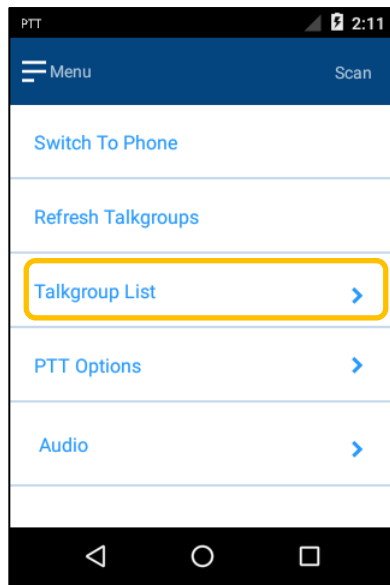 PTT 2:11
Menu Scan
Switch To Phone
Refresh Talkgroups
Talkgroup List
PTT Options
Audio